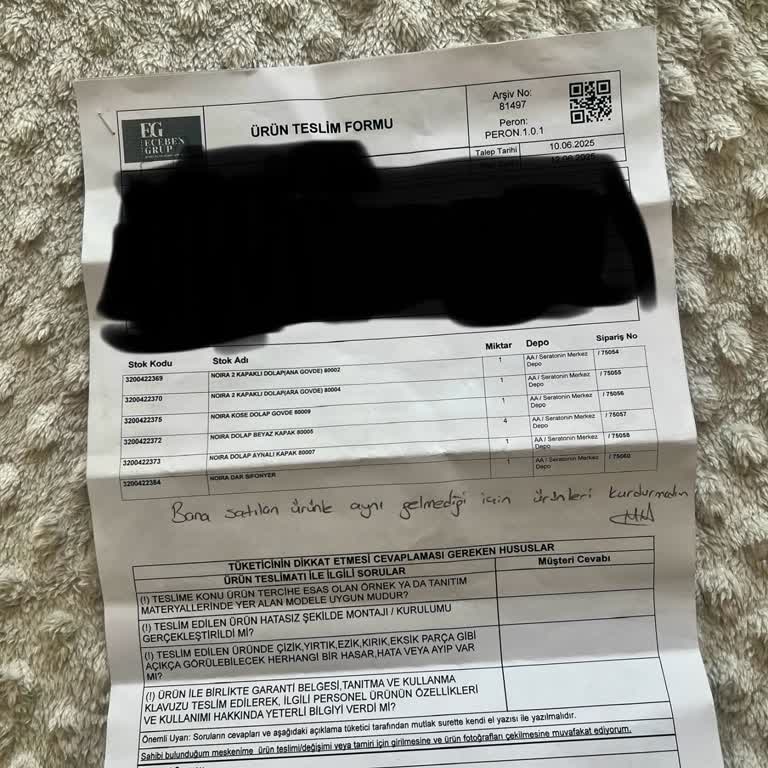 EG
ECEBEN
GRUP
ÜRÜN TESLİM FORMU
Arşiv No:
81497
Peron:
PERON.1.0.1
Talep Tarihi 10.06.2025
12.06.2025
Stok Kodu Stok Adı Miktar Depo Sipariş No
3200422369 NOIRA 2 KAPAKLI DOLAP(ANA GOVDE) 80002 1 AA / Seratonin Merkez Depo / 75054
3200422370 NOIRA 2 KAPAKLI DOLAP(ARA GOVDE) 80004 1 AA / Seratonin Merkez Depo / 75055
3200422375 NOIRA KOSE DOLAP GOVDE 80009 1 AA / Seratonin Merkez Depo / 75056
3200422372 NOIRA DOLAP BEYAZ KAPAK 80006 4 AA / Seratonin Merkez Depo / 75057
3200422373 NOIRA DOLAP AYNALI KAPAK 80007 1 AA / Seratonin Merkez Depo / 75058
3200422384 NOIRA DAR SIFONYER 1 AA / Seratonin Merkez Depo / 75060
Bana satılan ürünle aynı gelmediği için ürünleri kurdurmadım
TÜKETİCİNİN DİKKAT ETMESİ CEVAPLAMASI GEREKEN HUSUSLAR
ÜRÜN TESLİMATI İLE İLGİLİ SORULAR Müşteri Cevabı
(!) TESLİME KONU ÜRÜN TERCİHE ESAS OLAN ÖRNEK YA DA TANITIM
MATERYALLERİNDE YER ALAN MODELE UYGUN MUDUR?
(!) TESLİM EDİLEN ÜRÜN HATASIZ ŞEKİLDE MONTAJI / KURULUMU
GERÇEKLEŞTİRİLDİ Mİ?
(!) TESLİM EDİLEN ÜRÜNDE ÇİZİK,YIRTIK,EZİK,KIRIK,EKSİK PARÇA GİBİ
AÇIKÇA GÖRÜLEBİLECEK HERHANGİ BİR HASAR,HATA VEYA AYIP VAR
MI?
(!) ÜRÜN İLE BİRLİKTE GARANTİ BELGESİ,TANITMA VE KULLANMA
KLAVUZU TESLİM EDİLEREK, İLGİLİ PERSONEL ÜRÜNÜN ÖZELLİKLERİ
VE KULLANIMI HAKKINDA YETERLİ BİLGİYİ VERDİ Mİ?
Önemli Uyarı: Soruların cevapları ve aşağıdaki açıklama tüketici tarafından mutlak surette kendi el yazısı ile yazılmalıdır.
Sahibi bulunduğum meskenime ürün teslimi/değişimi veya tamiri için girilmesine ve ürün fotoğrafları çekilmesine muvafakat ediyorum.